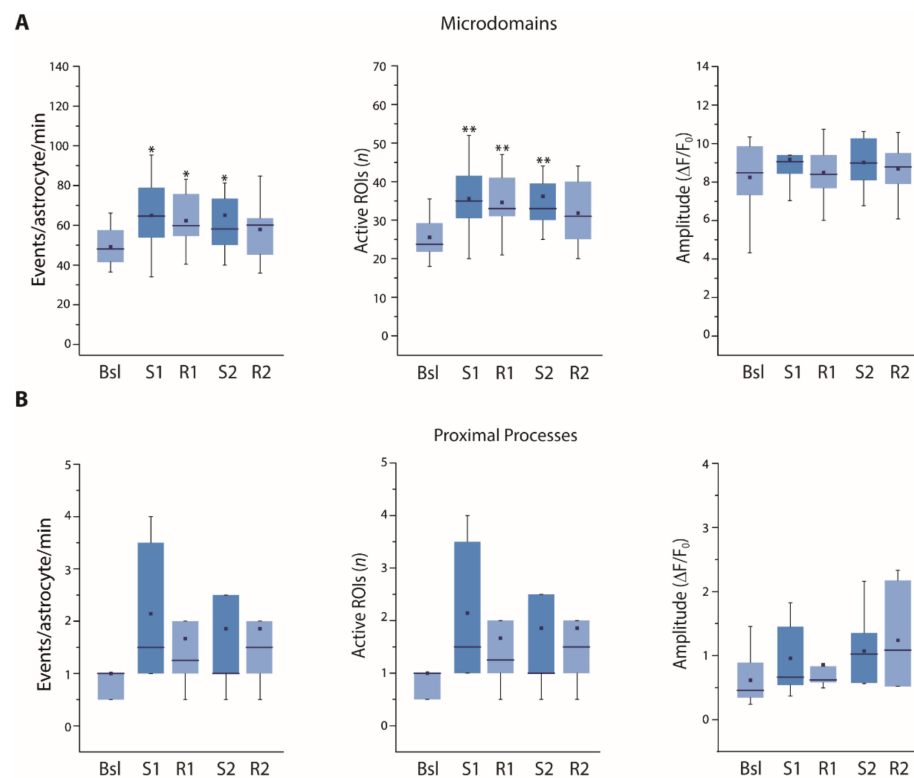 A
Microdomains
Events/astrocyte/min
140
120
100
80
60
40
20
0
* * *
Bsl S1 R1 S2 R2
Active ROIs (n)
70
60
50
40
30
20
10
0
** ** **
Bsl S1 R1 S2 R2
Amplitude (ΔF/F₀)
14
12
10
8
6
4
2
0
Bsl S1 R1 S2 R2
B
Proximal Processes
Events/astrocyte/min
5
4
3
2
1
0
Bsl S1 R1 S2 R2
Active ROIs (n)
5
4
3
2
1
0
Bsl S1 R1 S2 R2
Amplitude (ΔF/F₀)
4
3
2
1
0
Bsl S1 R1 S2 R2